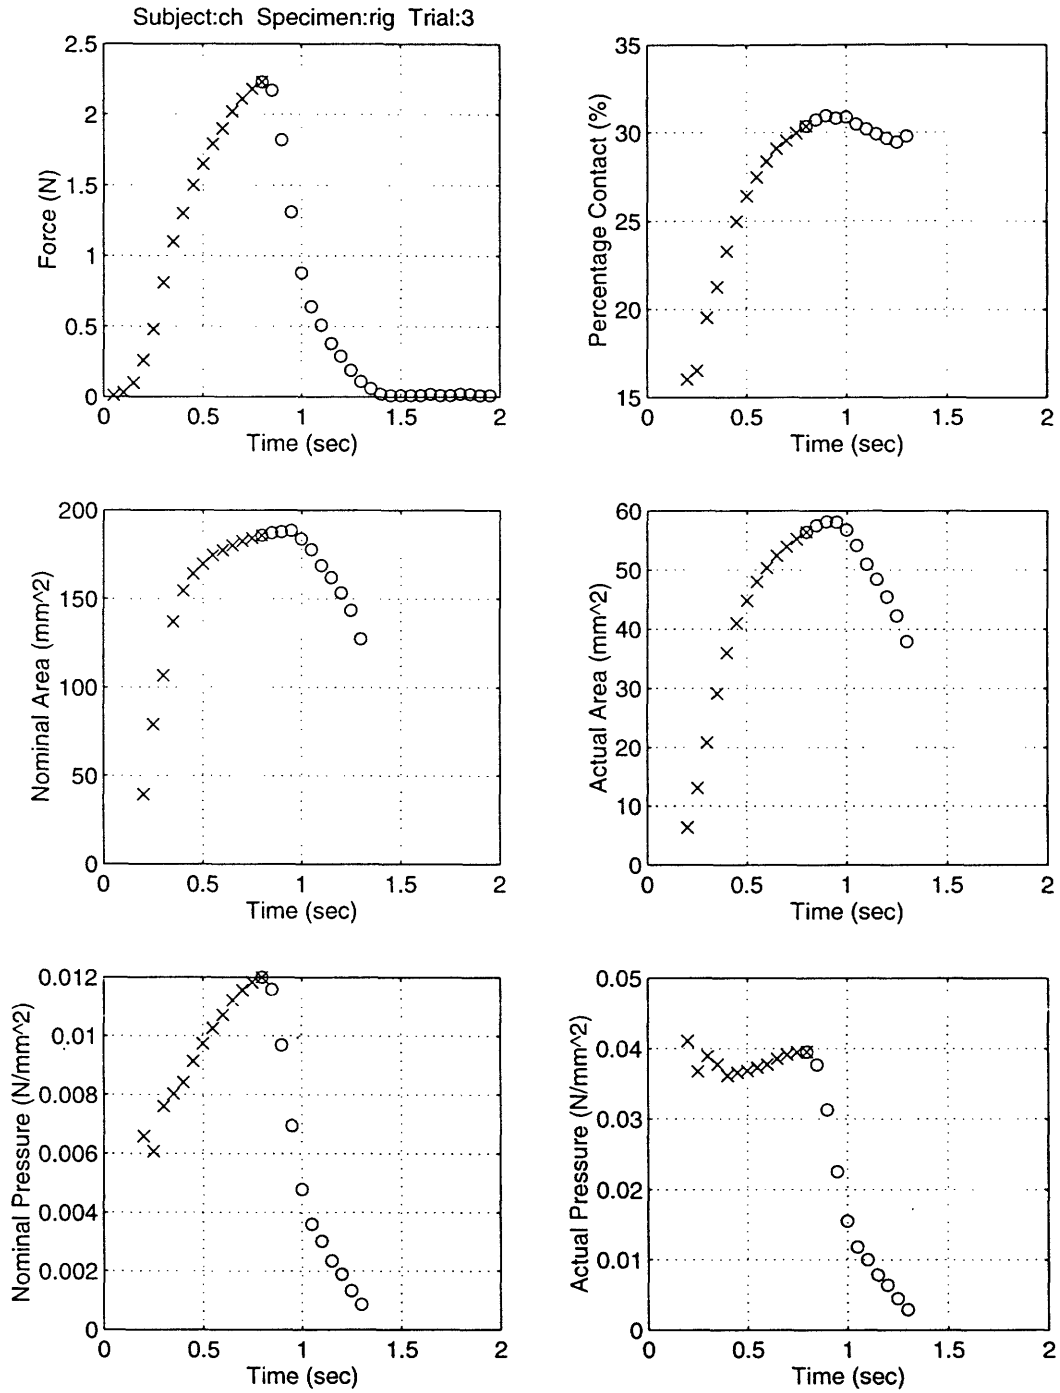 Subject:ch Specimen:rig Trial:3
2.5
2
1.5
1
0.5
0
Force (N)
0 0.5 1 1.5 2
Time (sec)
35
30
25
20
15
Percentage Contact (%)
0 0.5 1 1.5 2
Time (sec)
200
150
100
50
0
Nominal Area (mm^2)
0 0.5 1 1.5 2
Time (sec)
60
50
40
30
20
10
0
Actual Area (mm^2)
0 0.5 1 1.5 2
Time (sec)
0.012
0.01
0.008
0.006
0.004
0.002
0
Nominal Pressure (N/mm^2)
0 0.5 1 1.5 2
Time (sec)
0.05
0.04
0.03
0.02
0.01
0
Actual Pressure (N/mm^2)
0 0.5 1 1.5 2
Time (sec)